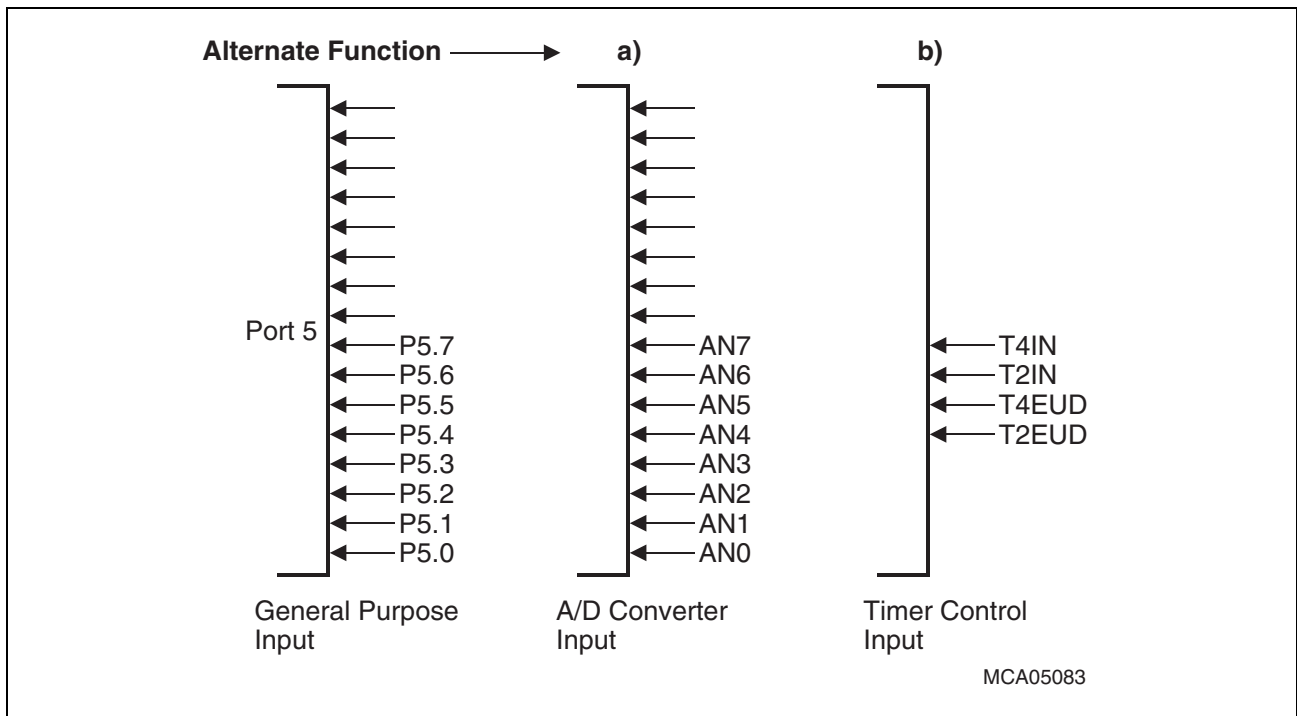 Alternate Function a) b)
Port 5
P5.7 AN7 T4IN
P5.6 AN6 T2IN
P5.5 AN5 T4EUD
P5.4 AN4 T2EUD
P5.3 AN3
P5.2 AN2
P5.1 AN1
P5.0 AN0
General Purpose Input
A/D Converter Input
Timer Control Input
MCA05083